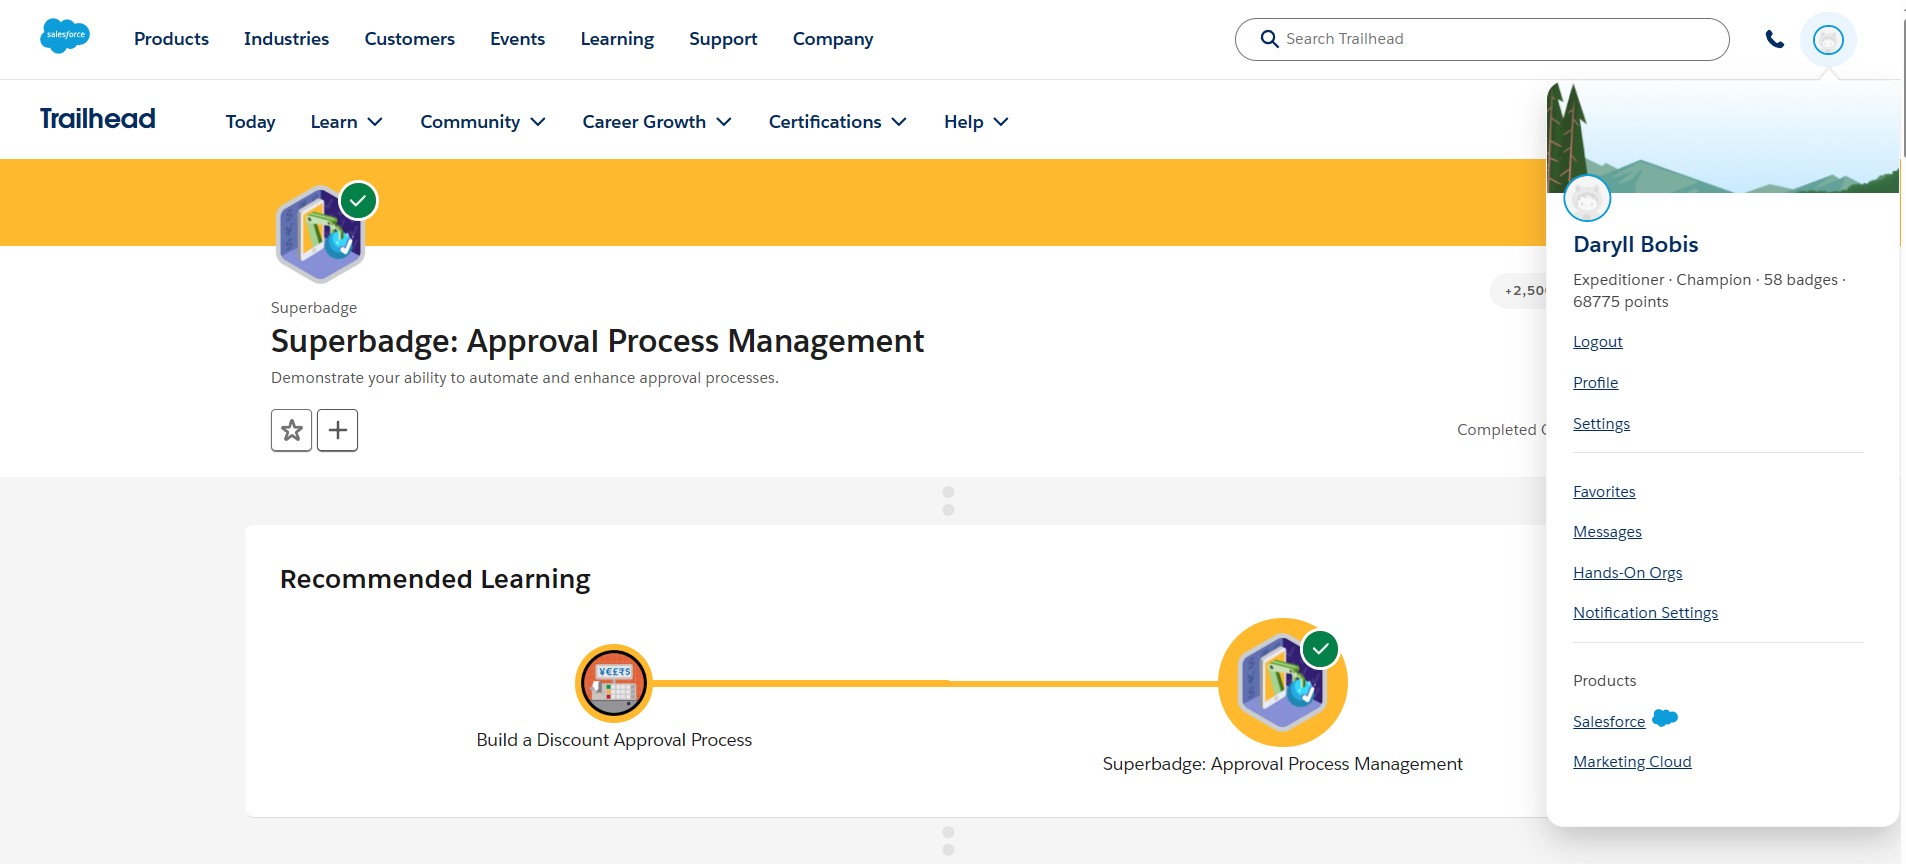 salesforce
Products Industries Customers Events Learning Support Company
Search Trailhead
Trailhead
Today Learn Community Career Growth Certifications Help
Superbadge
Superbadge: Approval Process Management
Demonstrate your ability to automate and enhance approval processes.
+2,50
Completed
Recommended Learning
¥€£₹$
Build a Discount Approval Process
Superbadge: Approval Process Management
Daryll Bobis
Expeditioner · Champion · 58 badges ·
68775 points
Logout
Profile
Settings
Favorites
Messages
Hands-On Orgs
Notification Settings
Products
Salesforce
Marketing Cloud